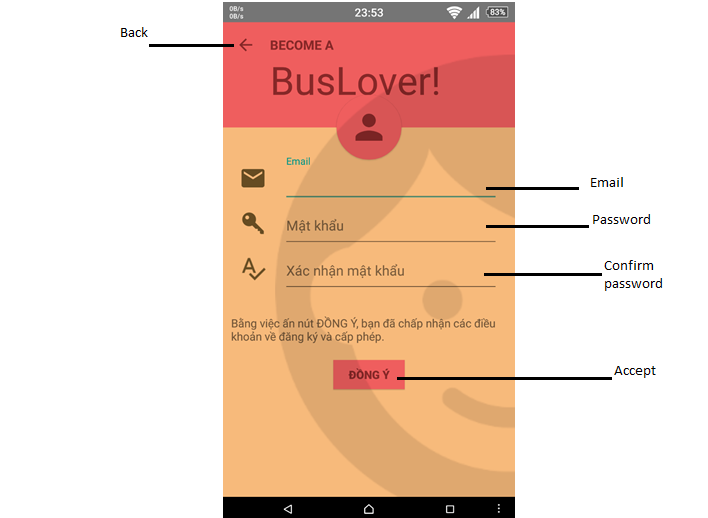 0B/s
0B/s
23:53
83%
Back
BECOME A
BusLover!
Email
Email
Mật khẩu
Password
Xác nhận mật khẩu
Confirm
password
Bằng việc ấn nút ĐỒNG Ý, bạn đã chấp nhận các điều
khoản về đăng ký và cấp phép.
ĐỒNG Ý
Accept